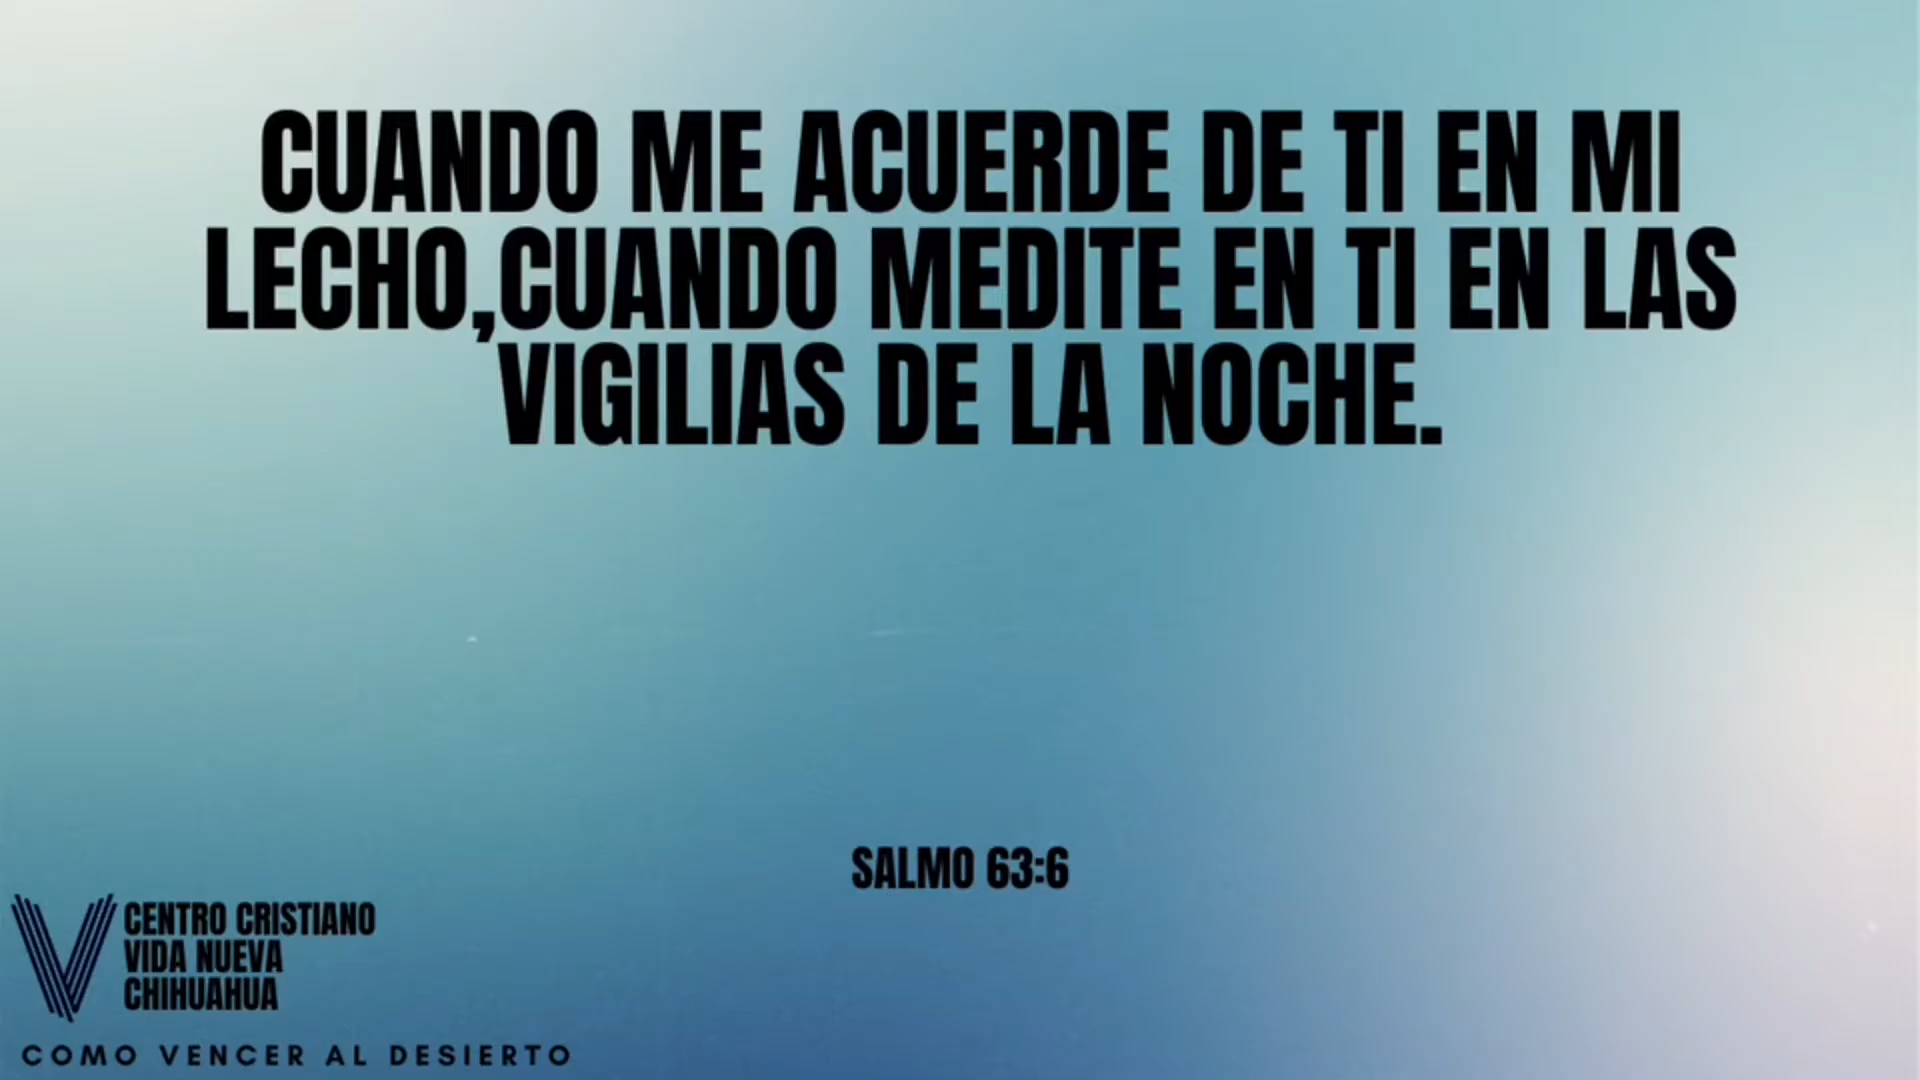 CUANDO ME ACUERDE DE TI EN MI
LECHO,CUANDO MEDITE EN TI EN LAS
VIGILIAS DE LA NOCHE.
SALMO 63:6
CENTRO CRISTIANO
VIDA NUEVA
CHIHUAHUA
COMO VENCER AL DESIERTO